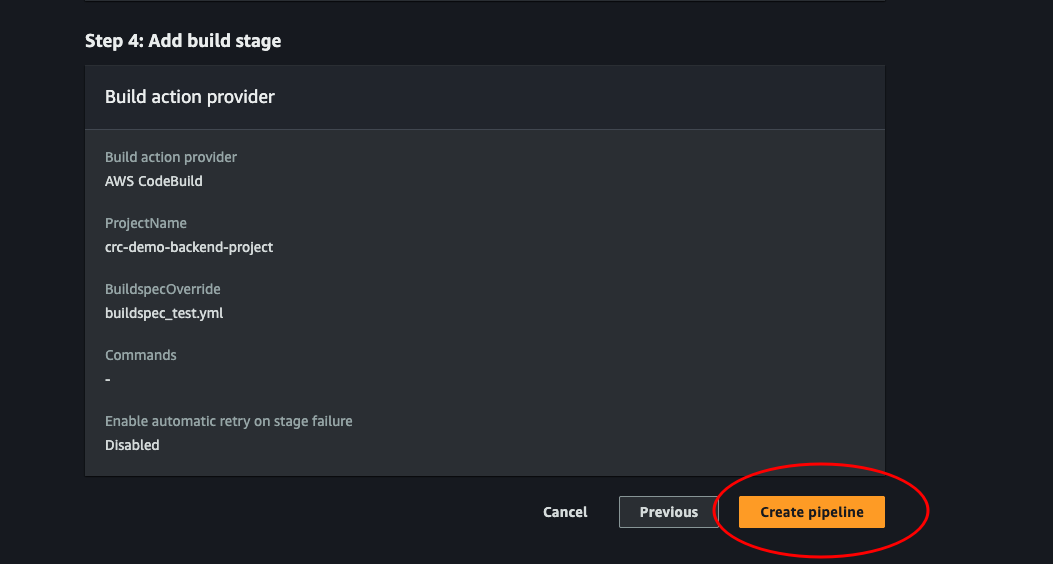 Step 4: Add build stage
Build action provider
Build action provider
AWS CodeBuild
ProjectName
crc-demo-backend-project
BuildspecOverride
buildspec_test.yml
Commands
-
Enable automatic retry on stage failure
Disabled
Cancel Previous Create pipeline